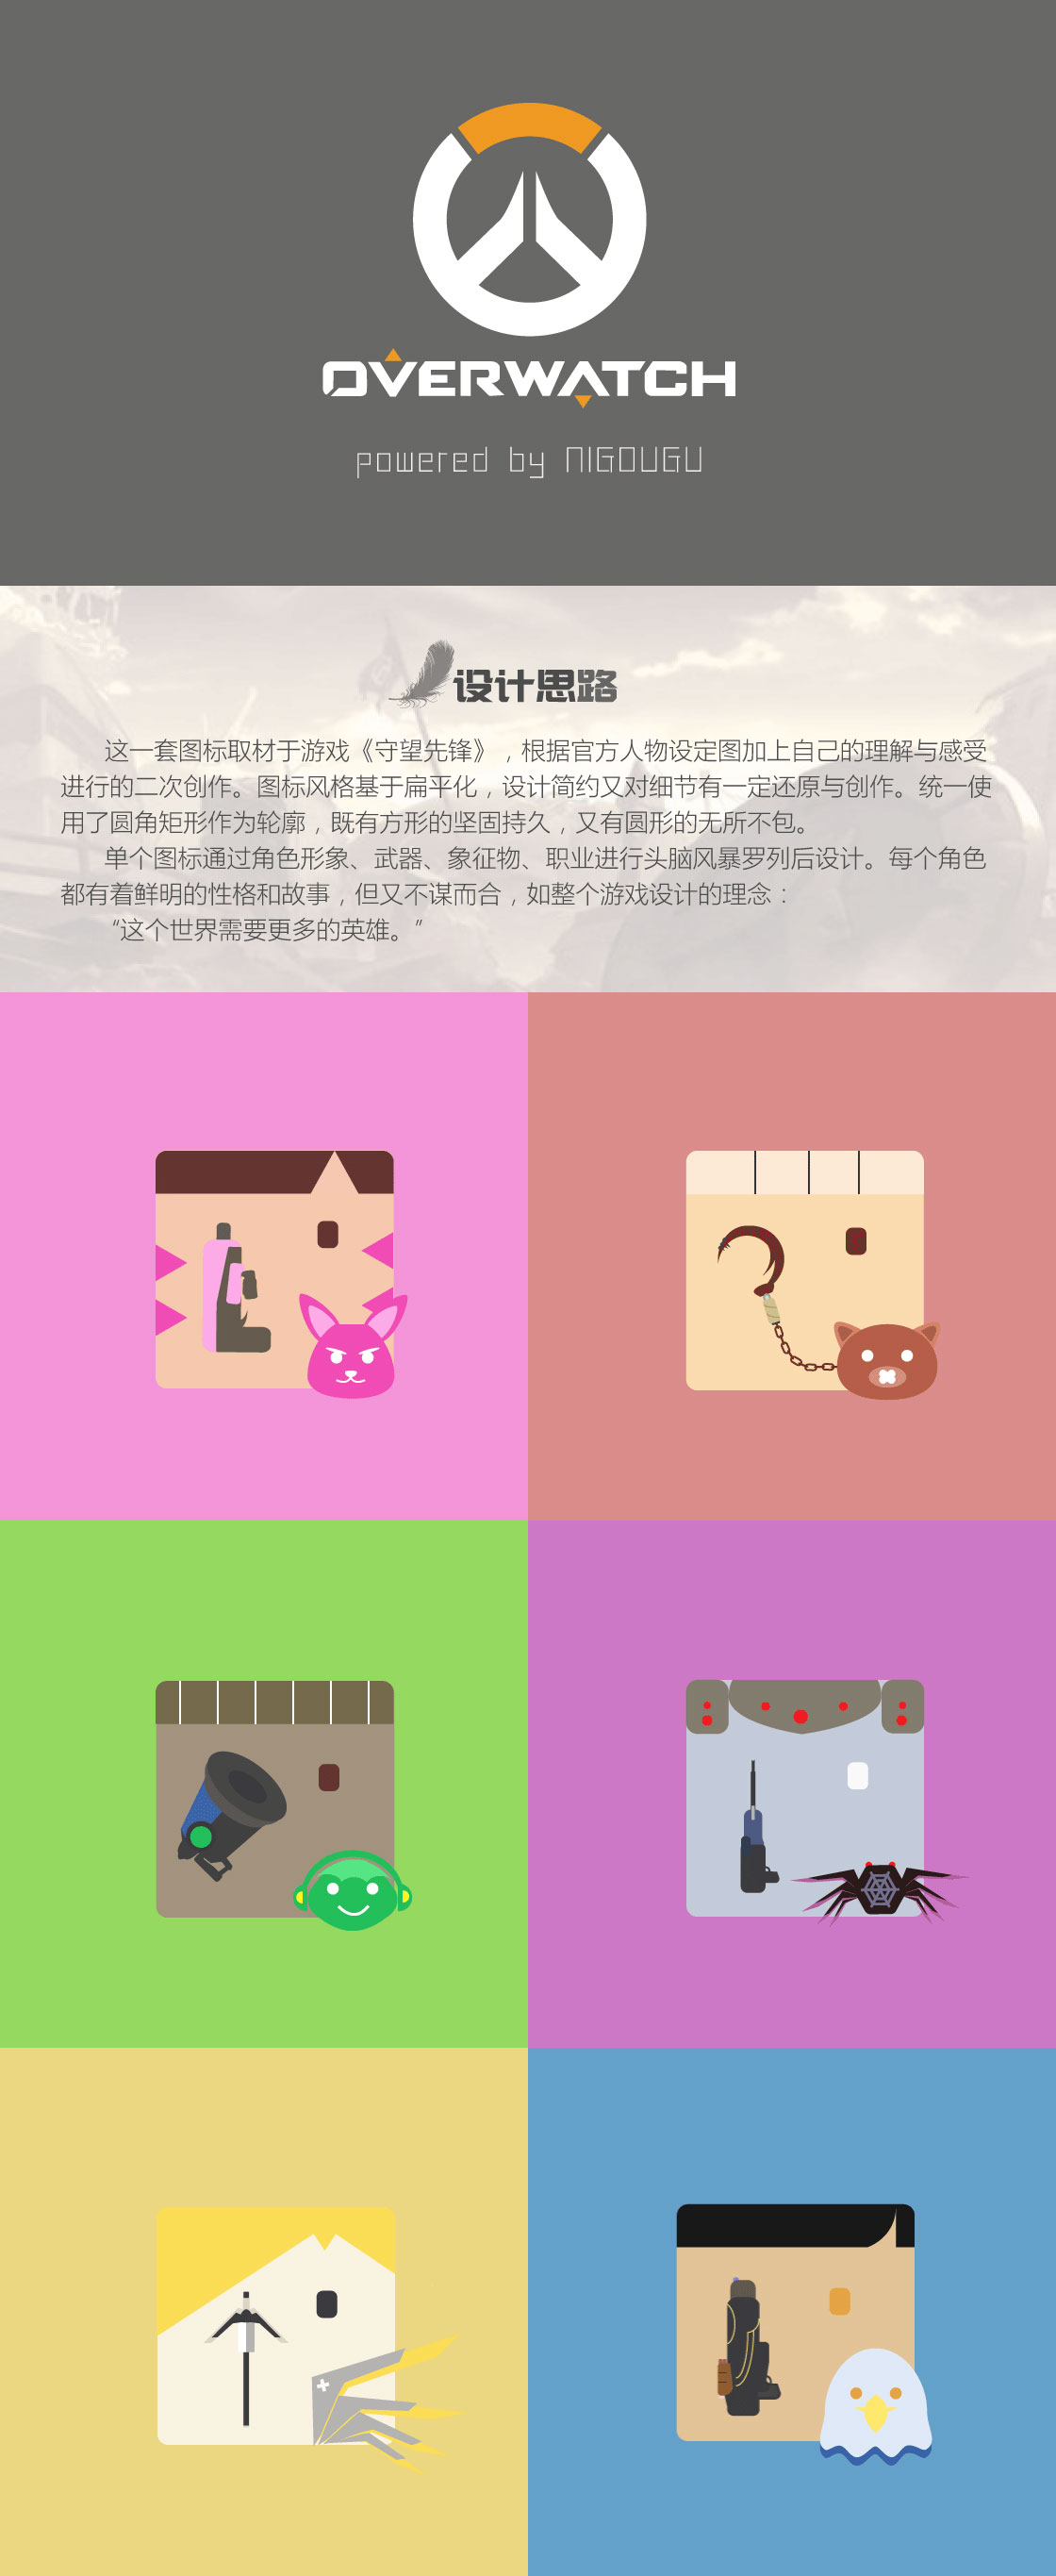 OVERWATCH
powered by NIGOUGU
设计思路
这一套图标取材于游戏《守望先锋》，根据官方人物设定图加上自己的理解与感受
进行的二次创作。图标风格基于扁平化，设计简约又对细节有一定还原与创作。统一使
用了圆角矩形作为轮廓，既有方形的坚固持久，又有圆形的无所不包。
单个图标通过角色形象、武器、象征物、职业进行头脑风暴罗列后设计。每个角色
都有着鲜明的性格和故事，但又不谋而合，如整个游戏设计的理念：
“这个世界需要更多的英雄。”